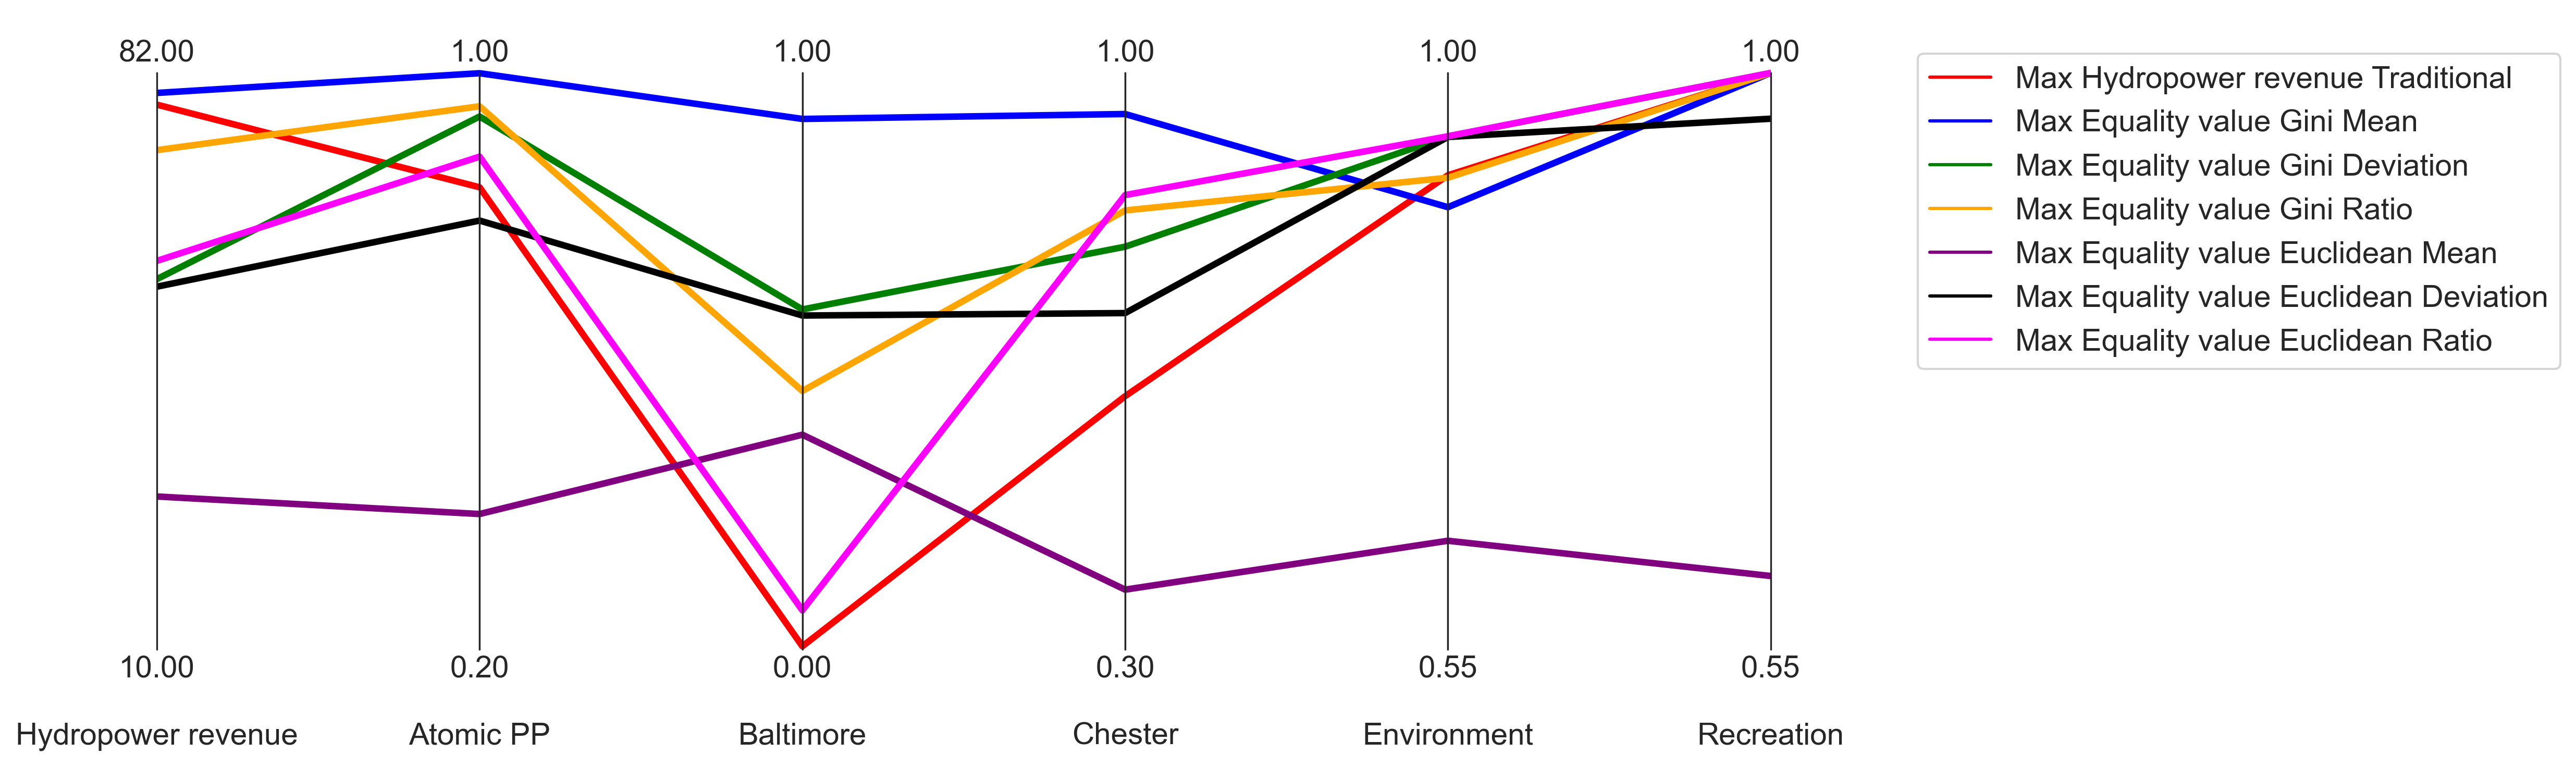 82.00 1.00 1.00 1.00 1.00 1.00
Max Hydropower revenue Traditional
Max Equality value Gini Mean
Max Equality value Gini Deviation
Max Equality value Gini Ratio
Max Equality value Euclidean Mean
Max Equality value Euclidean Deviation
Max Equality value Euclidean Ratio
10.00 0.20 0.00 0.30 0.55 0.55
Hydropower revenue Atomic PP Baltimore Chester Environment Recreation